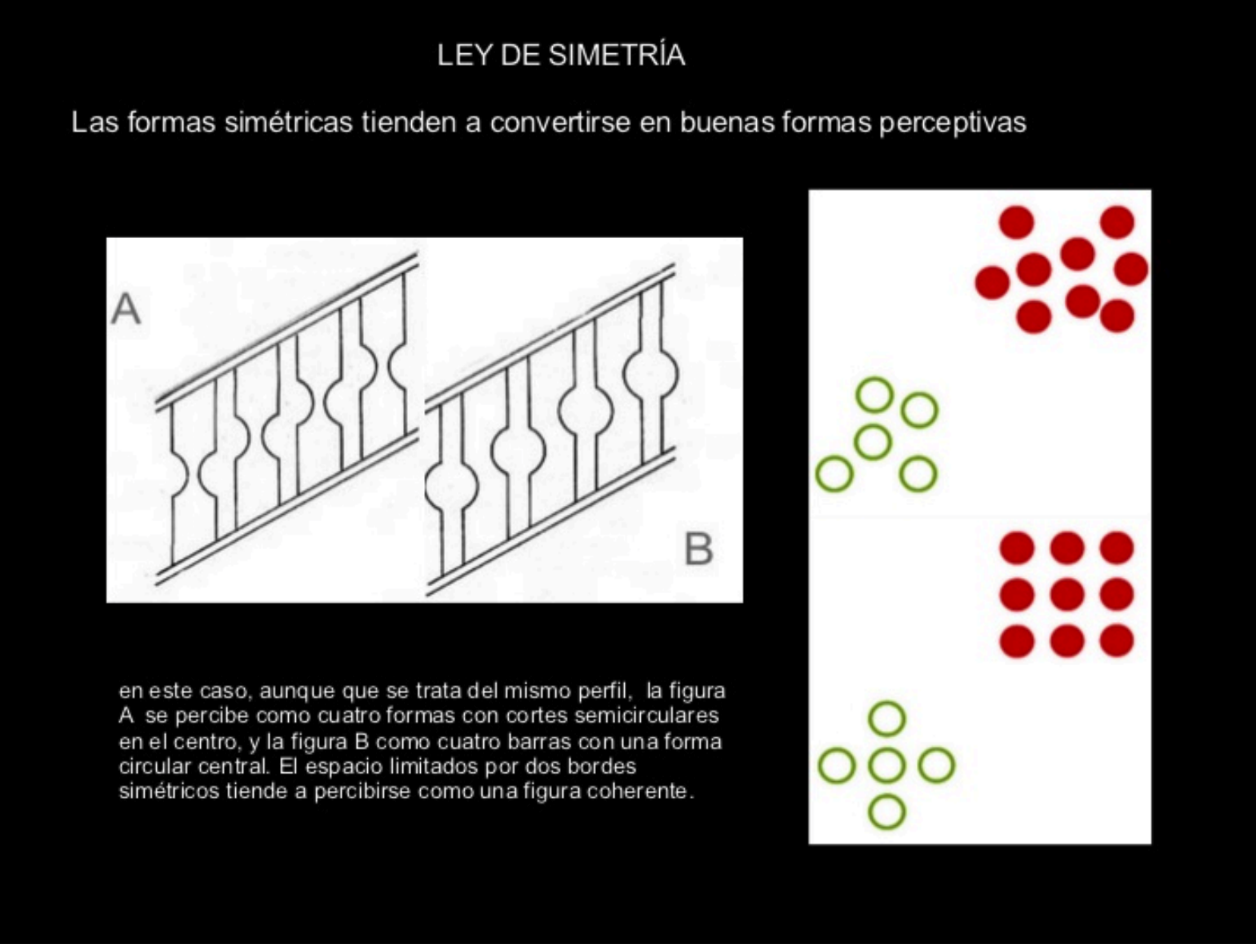 LEY DE SIMETRÍA
Las formas simétricas tienden a convertirse en buenas formas perceptivas
A
B
en este caso, aunque que se trata del mismo perfil, la figura
A se percibe como cuatro formas con cortes semicirculares
en el centro, y la figura B como cuatro barras con una forma
circular central. El espacio limitados por dos bordes
simétricos tiende a percibirse como una figura coherente.